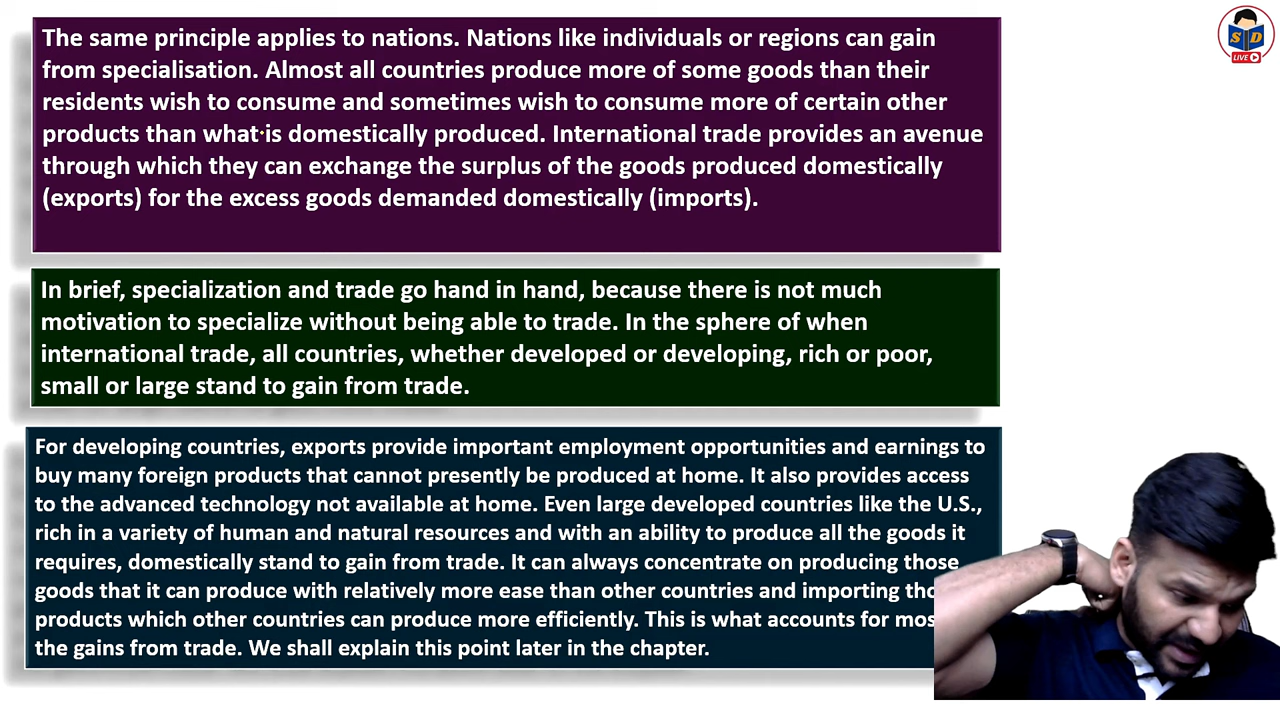 The same principle applies to nations. Nations like individuals or regions can gain
from specialisation. Almost all countries produce more of some goods than their
residents wish to consume and sometimes wish to consume more of certain other
products than what is domestically produced. International trade provides an avenue
through which they can exchange the surplus of the goods produced domestically
(exports) for the excess goods demanded domestically (imports).
In brief, specialization and trade go hand in hand, because there is not much
motivation to specialize without being able to trade. In the sphere of when
international trade, all countries, whether developed or developing, rich or poor,
small or large stand to gain from trade.
For developing countries, exports provide important employment opportunities and earnings to
buy many foreign products that cannot presently be produced at home. It also provides access
to the advanced technology not available at home. Even large developed countries like the U.S.,
rich in a variety of human and natural resources and with an ability to produce all the goods it
requires, domestically stand to gain from trade. It can always concentrate on producing those
goods that it can produce with relatively more ease than other countries and importing
products which other countries can produce more efficiently. This is what accounts for
the gains from trade. We shall explain this point later in the chapter.
S D
LIVE